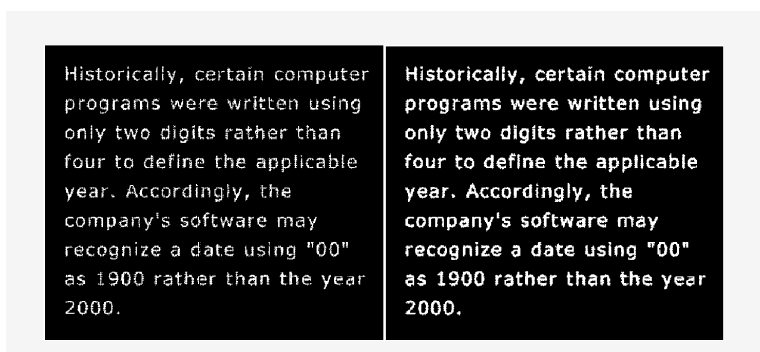 Historically, certain computer
programs were written using
only two digits rather than
four to define the applicable
year. Accordingly, the
company's software may
recognize a date using "00"
as 1900 rather than the year
2000.
Historically, certain computer
programs were written using
only two digits rather than
four to define the applicable
year. Accordingly, the
company's software may
recognize a date using "00"
as 1900 rather than the year
2000.